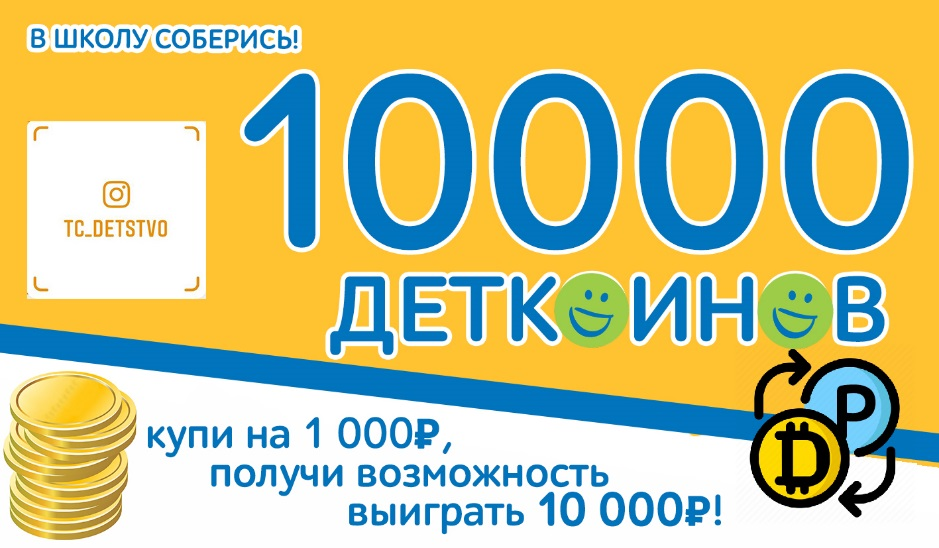 В ШКОЛУ СОБЕРИСЬ!
10000
ДЕТКОИНОВ
TC_DETSTVO
купи на 1 000₽,
получи возможность
выиграть 10 000₽!
D
P